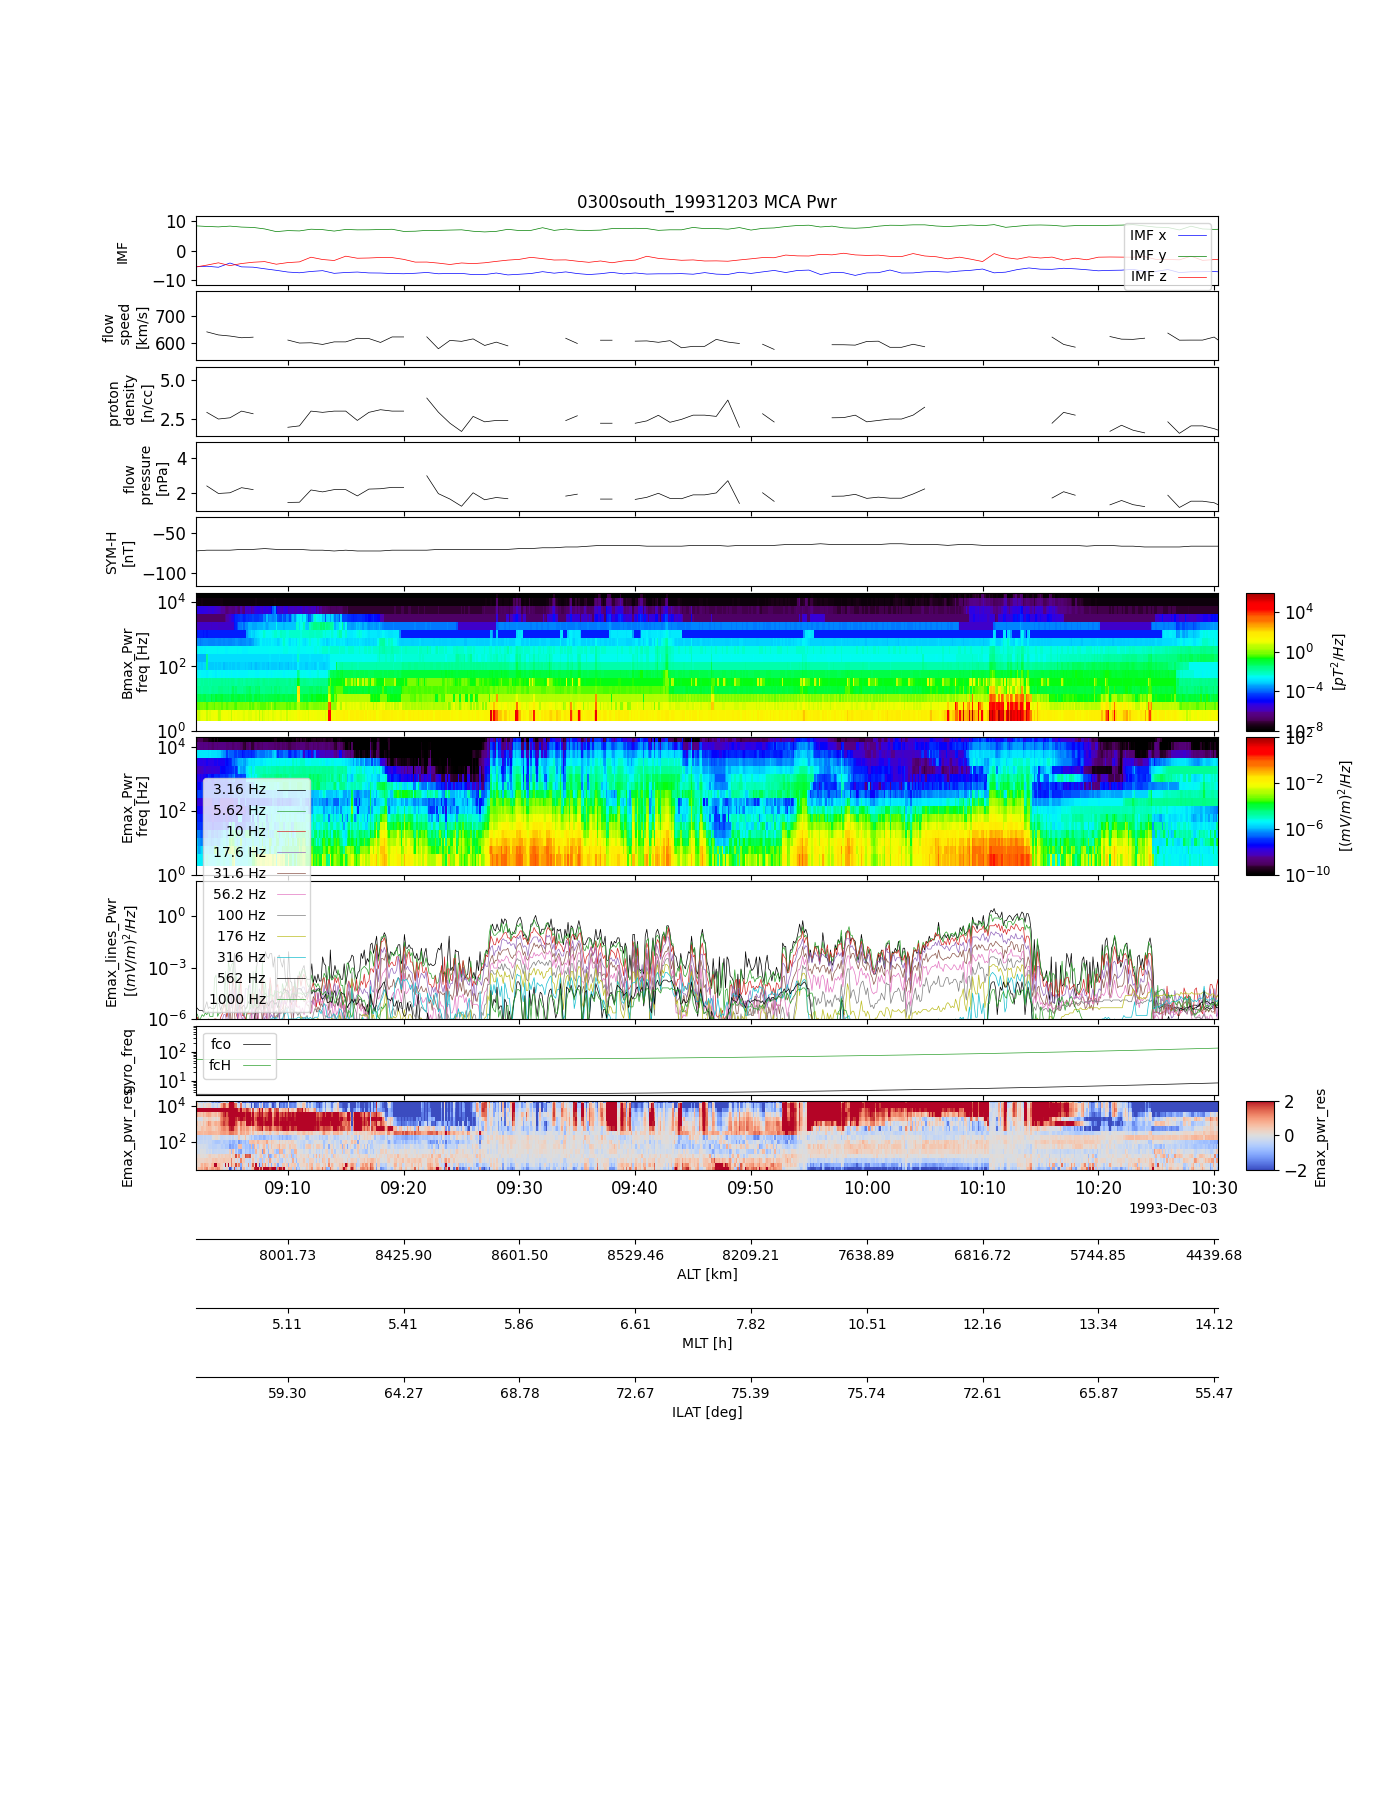 0300south_19931203 MCA Pwr
10
0
−10
IMF
IMF x
IMF y
IMF z
700
600
flow
speed
[km/s]
5.0
2.5
proton
density
[n/cc]
4
2
flow
pressure
[nPa]
−50
−100
SYM-H
[nT]
10^4
10^2
10^0
Bmax_Pwr
freq [Hz]
10^4
10^0
10^−4
10^−8
[pT^2/Hz]
10^4
10^2
10^0
Emax_Pwr
freq [Hz]
10^2
10^−2
10^−6
10^−10
[(mV/m)^2/Hz]
3.16 Hz
5.62 Hz
10 Hz
17.6 Hz
31.6 Hz
56.2 Hz
100 Hz
176 Hz
316 Hz
562 Hz
1000 Hz
10^0
10^−3
10^−6
Emax_lines_Pwr
[(mV/m)^2/Hz]
fco
fcH
10^2
10^1
gyro_freq
10^4
10^2
Emax_pwr_res
2
0
−2
Emax_pwr_res
09:10 09:20 09:30 09:40 09:50 10:00 10:10 10:20 10:30
1993-Dec-03
8001.73 8425.90 8601.50 8529.46 8209.21 7638.89 6816.72 5744.85 4439.68
ALT [km]
5.11 5.41 5.86 6.61 7.82 10.51 12.16 13.34 14.12
MLT [h]
59.30 64.27 68.78 72.67 75.39 75.74 72.61 65.87 55.47
ILAT [deg]